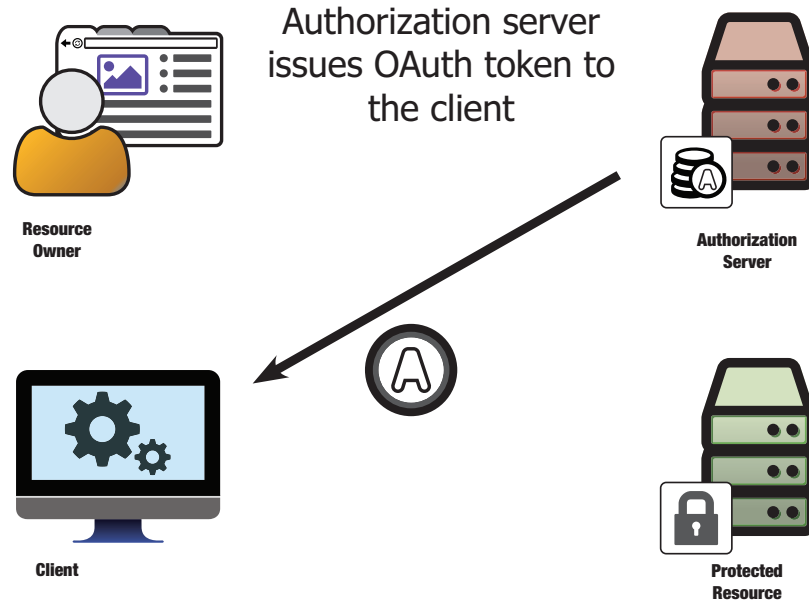 Authorization server
issues OAuth token to
the client
Resource
Owner
A
Authorization
Server
A
Client
Protected
Resource